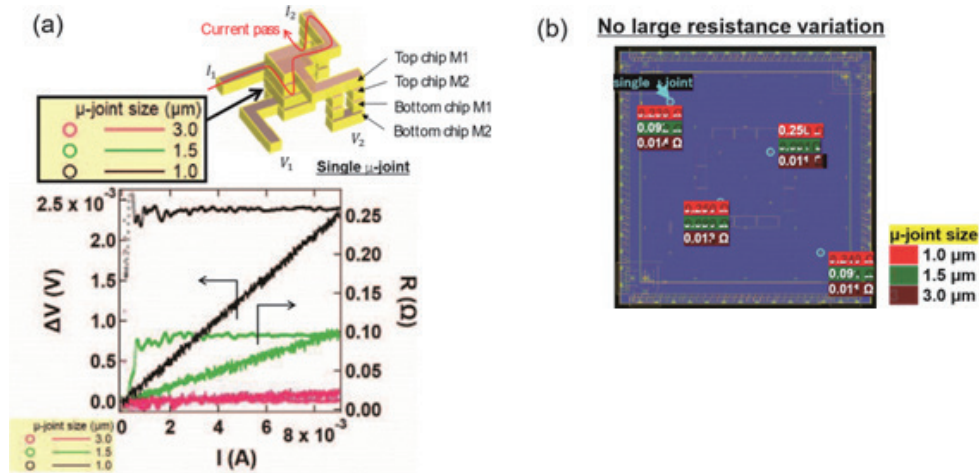 (a)
I2
Current pass
I1
Top chip M1
Top chip M2
Bottom chip M1
Bottom chip M2
V1
V2
μ-joint size (μm)
3.0
1.5
1.0
Single μ-joint
2.5 x 10⁻³
2.0
1.5
1.0
0.5
0.0
ΔV (V)
0.25
0.20
0.15
0.10
0.05
0.00
R (Ω)
0 2 4 6 8 x 10⁻³
I (A)
μ-joint size (μm)
3.0
1.5
1.0
(b)
No large resistance variation
single μ-joint
0.014 Ω
μ-joint size
1.0 μm
1.5 μm
3.0 μm